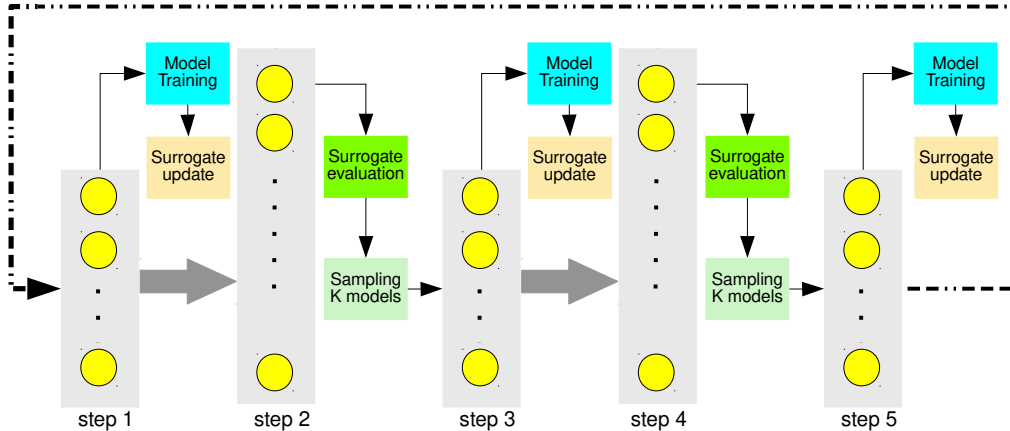 Model
Training
Surrogate
update
Surrogate
evaluation
Sampling
K models
Model
Training
Surrogate
update
Surrogate
evaluation
Sampling
K models
Model
Training
Surrogate
update
step 1
step 2
step 3
step 4
step 5